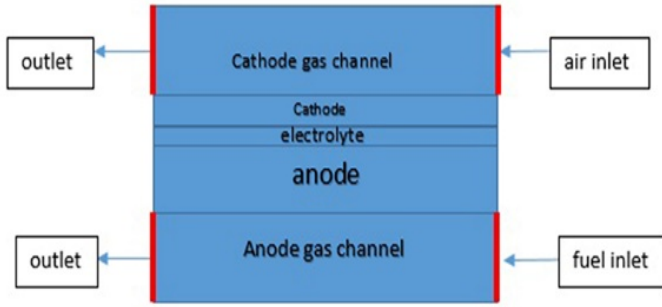 outlet
Cathode gas channel
air inlet
Cathode
electrolyte
anode
outlet
Anode gas channel
fuel inlet